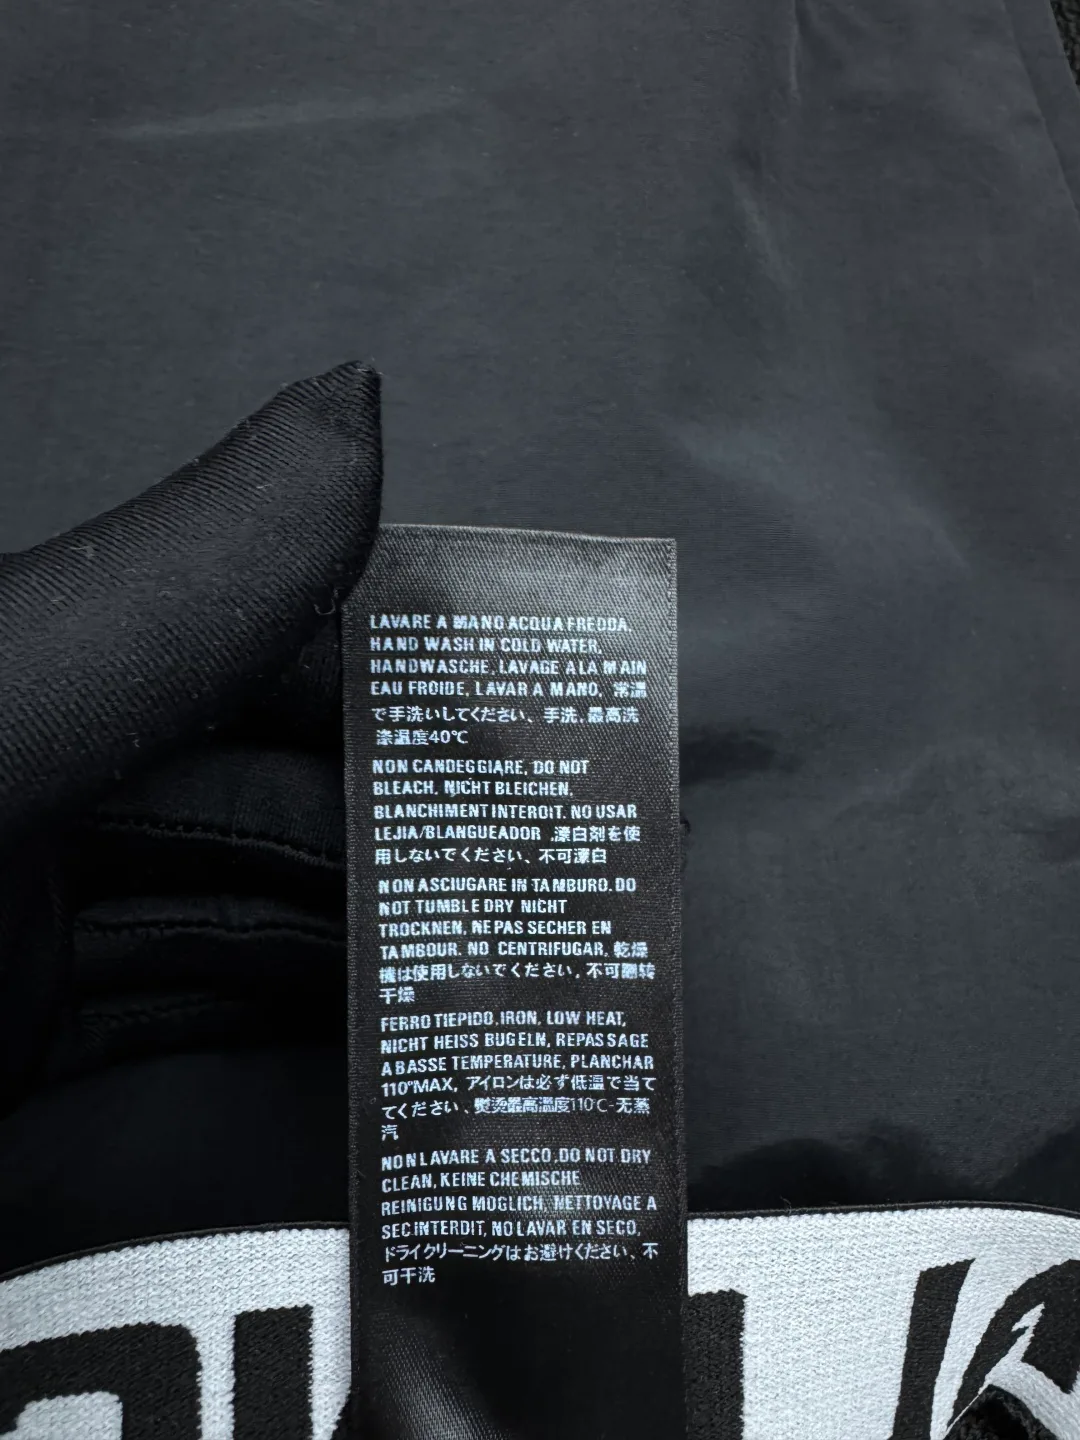 LAVARE A MANO ACQUA FREDDA.
HAND WASH IN COLD WATER,
HANDWASCHE, LAVAGE A LA MAIN
EAU FROIDE, LAVAR A MANO. 常温
で手洗いしてください、手洗.最高洗
涤温度40℃
NON CANDEGGIARE, DO NOT
BLEACH, NICHT BLEICHEN,
BLANCHIMENT INTERDIT. NO USAR
LEJIA/BLANGUEADOR ,漂白剤を使
用しないでください、不可漂白
NON ASCIUGARE IN TAMBURO. DO
NOT TUMBLE DRY NICHT
TROCKNEN, NE PAS SECHER EN
TAMBOUR. NO CENTRIFUGAR, 乾燥
機は使用しないでください, 不可翻转
干燥
FERRO TIEPIDO.IRON, LOW HEAT,
NICHT HEISS BUGELN, REPASSAGE
A BASSE TEMPERATURE, PLANCHAR
110°MAX, アイロンは必ず低温で当て
てください、熨烫最高温度110℃-无蒸
汽
NON LAVARE A SECCO .DO NOT DRY
CLEAN, KEINE CHEMISCHE
REINIGUNG MOGLICH, NETTOYAGE A
SEC INTERDIT, NO LAVAR EN SECO,
ドライクリーニングはお避けください、不
可干洗